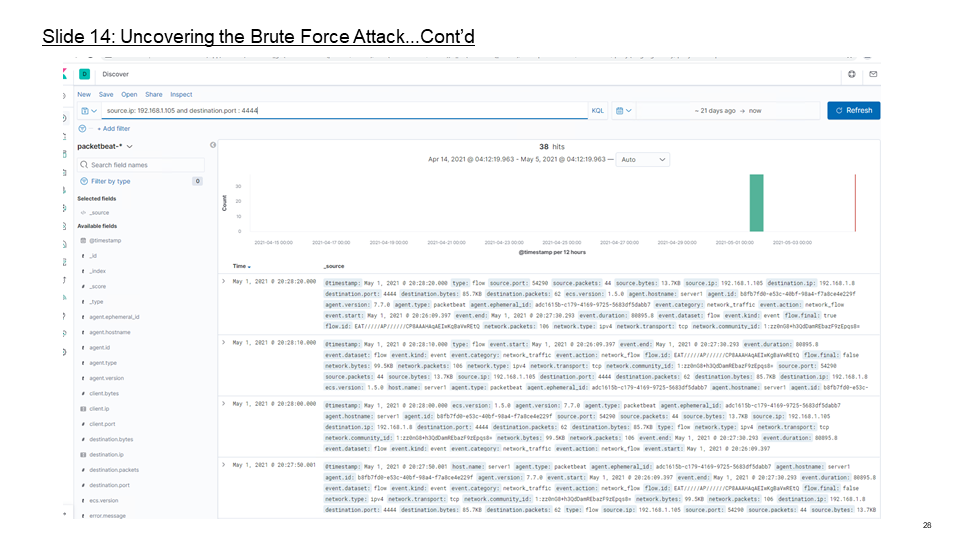 Slide 14: Uncovering the Brute Force Attack...Cont'd
D Discover
New Save Open Share Inspect
source.ip: 192.168.1.105 and destination.port : 4444
KQL
~ 21 days ago → now
Refresh
+ Add filter
packetbeat-*
Search field names
Filter by type 0
Selected fields
_source
Available fields
@timestamp
t _id
t _index
# _score
t _type
t agent.ephemeral_id
t agent.hostname
t agent.id
t agent.type
t agent.version
# client.bytes
client.ip
# client.port
# destination.bytes
destination.ip
# destination.packets
# destination.port
t ecs.version
t error.message
38 hits
Apr 14, 2021 @ 04:12:19.963 - May 5, 2021 @ 04:12:19.963 — Auto
Count
30
20
10
0
2021-04-15 00:00 2021-04-17 00:00 2021-04-19 00:00 2021-04-21 00:00 2021-04-23 00:00 2021-04-25 00:00 2021-04-27 00:00 2021-04-29 00:00 2021-05-01 00:00 2021-05-03 00:00
@timestamp per 12 hours
Time _source
May 1, 2021 @ 20:28:20.000 @timestamp: May 1, 2021 @ 20:28:20.000 type: flow source.port: 54290 source.packets: 44 source.bytes: 13.7KB source.ip: 192.168.1.105 destination.ip: 192.168.1.8
destination.port: 4444 destination.bytes: 85.7KB destination.packets: 62 ecs.version: 1.5.0 agent.hostname: server1 agent.id: b8fb7fd0-e53c-40bf-98a4-f7a8ce4e229f
agent.version: 7.7.0 agent.type: packetbeat agent.ephemeral_id: adc1615b-c179-4169-9725-5683df5dabb7 event.category: network_traffic event.action: network_flow
event.start: May 1, 2021 @ 20:26:09.397 event.end: May 1, 2021 @ 20:27:30.293 event.duration: 80895.8 event.dataset: flow event.kind: event flow.final: true
network.packets: 106 network.type: ipv4 network.transport: tcp
May 1, 2021 @ 20:28:10.000 @timestamp: May 1, 2021 @ 20:28:10.000 type: flow event.start: May 1, 2021 @ 20:26:09.397 event.end: May 1, 2021 @ 20:27:30.293 event.duration: 80895.8
event.dataset: flow event.kind: event event.category: network_traffic event.action: network_flow flow.final: false
network.bytes: 99.5KB network.packets: 106 network.type: ipv4 network.transport: tcp source.port: 54290
source.packets: 44 source.bytes: 13.7KB source.ip: 192.168.1.105 destination.packets: 62 destination.bytes: 85.7KB destination.ip: 192.168.1.8 destination.port: 4444
ecs.version: 1.5.0 host.name: server1 agent.type: packetbeat agent.ephemeral_id: adc1615b-c179-4169-9725-5683df5dabb7 agent.hostname: server1 agent.id: b8fb7fd0-e53c-
May 1, 2021 @ 20:28:00.000 @timestamp: May 1, 2021 @ 20:28:00.000 ecs.version: 1.5.0 agent.version: 7.7.0 agent.type: packetbeat agent.ephemeral_id: adc1615b-c179-4169-9725-5683df5dabb7
agent.hostname: server1 agent.id: b8fb7fd0-e53c-40bf-98a4-f7a8ce4e229f source.port: 54290 source.packets: 44 source.bytes: 13.7KB source.ip: 192.168.1.105
destination.ip: 192.168.1.8 destination.port: 4444 destination.packets: 62 destination.bytes: 85.7KB type: flow network.type: ipv4 network.transport: tcp
network.bytes: 99.5KB network.packets: 106 event.end: May 1, 2021 @ 20:27:30.293 event.duration: 80895.8
event.dataset: flow event.kind: event event.category: network_traffic event.action: network_flow flow.final: false event.start: May 1, 2021 @ 20:26:09.397
May 1, 2021 @ 20:27:50.001 @timestamp: May 1, 2021 @ 20:27:50.001 host.name: server1 agent.type: packetbeat agent.ephemeral_id: adc1615b-c179-4169-9725-5683df5dabb7 agent.hostname: server1
agent.id: b8fb7fd0-e53c-40bf-98a4-f7a8ce4e229f agent.version: 7.7.0 event.start: May 1, 2021 @ 20:26:09.397 event.end: May 1, 2021 @ 20:27:30.293 event.duration: 80895.8
event.dataset: flow event.kind: event event.category: network_traffic event.action: network_flow flow.final: false
network.type: ipv4 network.transport: tcp network.bytes: 99.5KB network.packets: 106 destination.ip: 192.168.1.8
destination.port: 4444 destination.bytes: 85.7KB destination.packets: 62 type: flow source.ip: 192.168.1.105 source.port: 54290 source.packets: 44 source.bytes: 13.7KB
28